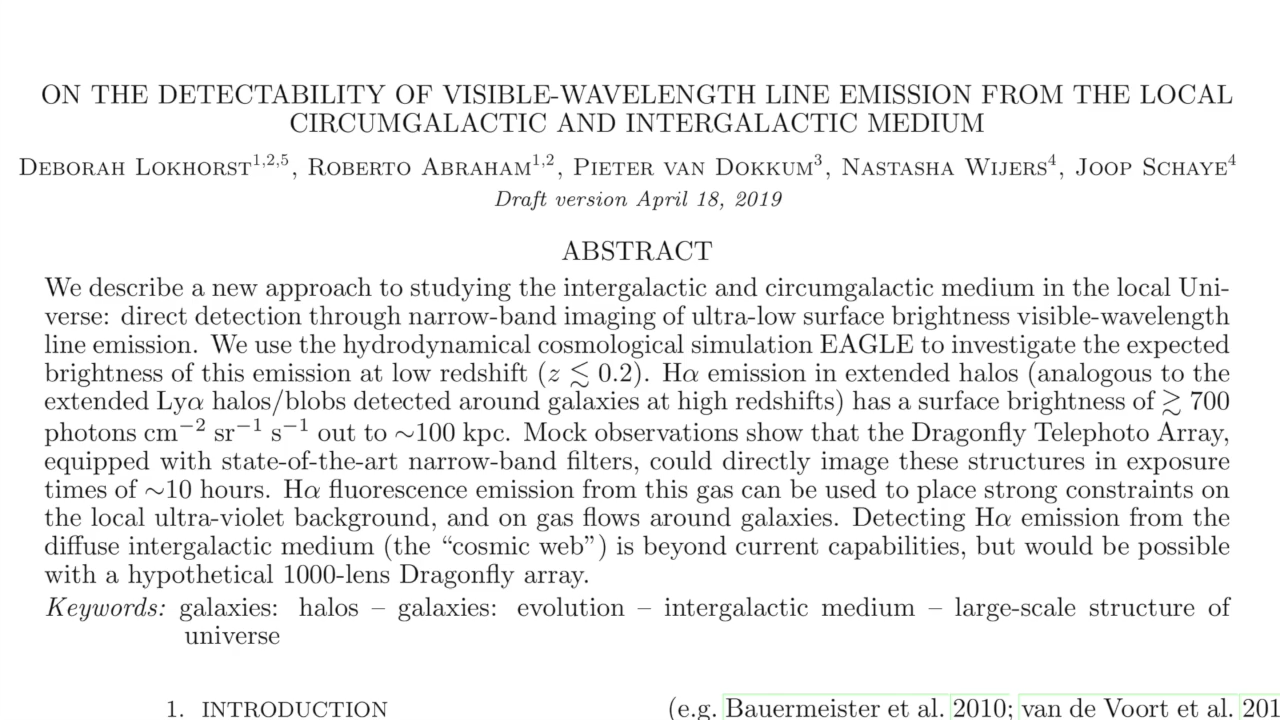 ON THE DETECTABILITY OF VISIBLE-WAVELENGTH LINE EMISSION FROM THE LOCAL
CIRCUMGALACTIC AND INTERGALACTIC MEDIUM
Deborah Lokhorst1,2,5, Roberto Abraham1,2, Pieter van Dokkum3, Nastasha Wijers4, Joop Schaye4
Draft version April 18, 2019
ABSTRACT
We describe a new approach to studying the intergalactic and circumgalactic medium in the local Uni-
verse: direct detection through narrow-band imaging of ultra-low surface brightness visible-wavelength
line emission. We use the hydrodynamical cosmological simulation EAGLE to investigate the expected
brightness of this emission at low redshift (z ≲ 0.2). Hα emission in extended halos (analogous to the
extended Lyα halos/blobs detected around galaxies at high redshifts) has a surface brightness of ≳ 700
photons cm−2 sr−1 s−1 out to ∼100 kpc. Mock observations show that the Dragonfly Telephoto Array,
equipped with state-of-the-art narrow-band filters, could directly image these structures in exposure
times of ∼10 hours. Hα fluorescence emission from this gas can be used to place strong constraints on
the local ultra-violet background, and on gas flows around galaxies. Detecting Hα emission from the
diffuse intergalactic medium (the “cosmic web”) is beyond current capabilities, but would be possible
with a hypothetical 1000-lens Dragonfly array.
Keywords: galaxies: halos – galaxies: evolution – intergalactic medium – large-scale structure of
universe
1. INTRODUCTION
(e.g. Bauermeister et al. 2010; van de Voort et al. 201